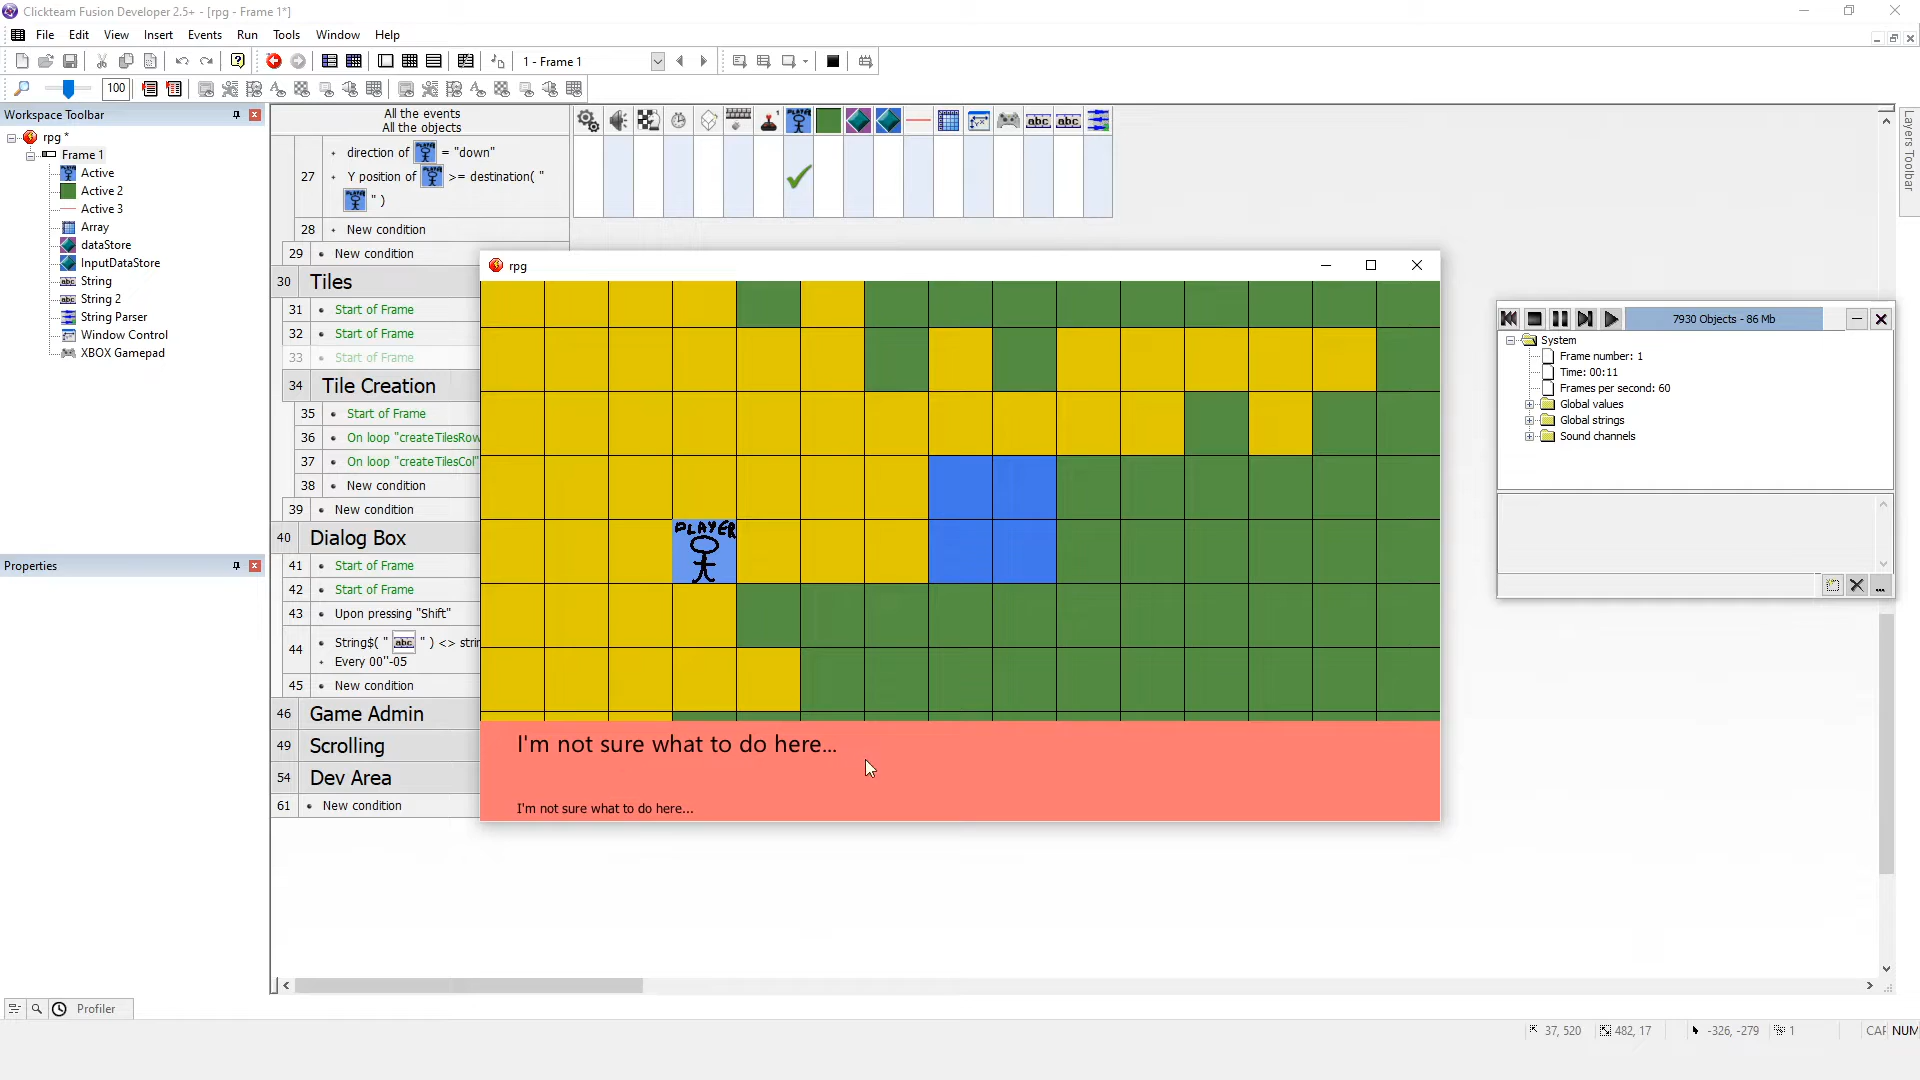 Clickteam Fusion Developer 2.5+ - [rpg - Frame 1*]
File Edit View Insert Events Run Tools Window Help
1 - Frame 1
100
Workspace Toolbar
rpg *
Frame 1
Active
Active 2
Active 3
Array
dataStore
InputDataStore
String
String 2
String Parser
Window Control
XBOX Gamepad
Properties
All the events
All the objects
27
direction of PLAYER = "down"
Y position of PLAYER >= destination( "
PLAYER " )
28 New condition
29 New condition
30 Tiles
31 Start of Frame
32 Start of Frame
33 Start of Frame
34 Tile Creation
35 Start of Frame
36 On loop "createTilesRow
37 On loop "createTilesCol"
38 New condition
39 New condition
40 Dialog Box
41 Start of Frame
42 Start of Frame
43 Upon pressing "Shift"
44 String$( " abc " ) <> strin
Every 00''-05
45 New condition
46 Game Admin
49 Scrolling
54 Dev Area
61 New condition
PLAYER
abc
abc
rpg
PLAYER
I'm not sure what to do here...
I'm not sure what to do here...
7930 Objects - 86 Mb
System
Frame number: 1
Time: 00:11
Frames per second: 60
Global values
Global strings
Sound channels
Layers Toolbar
Profiler
37, 520
482, 17
-326, -279
1
CAP
NUM